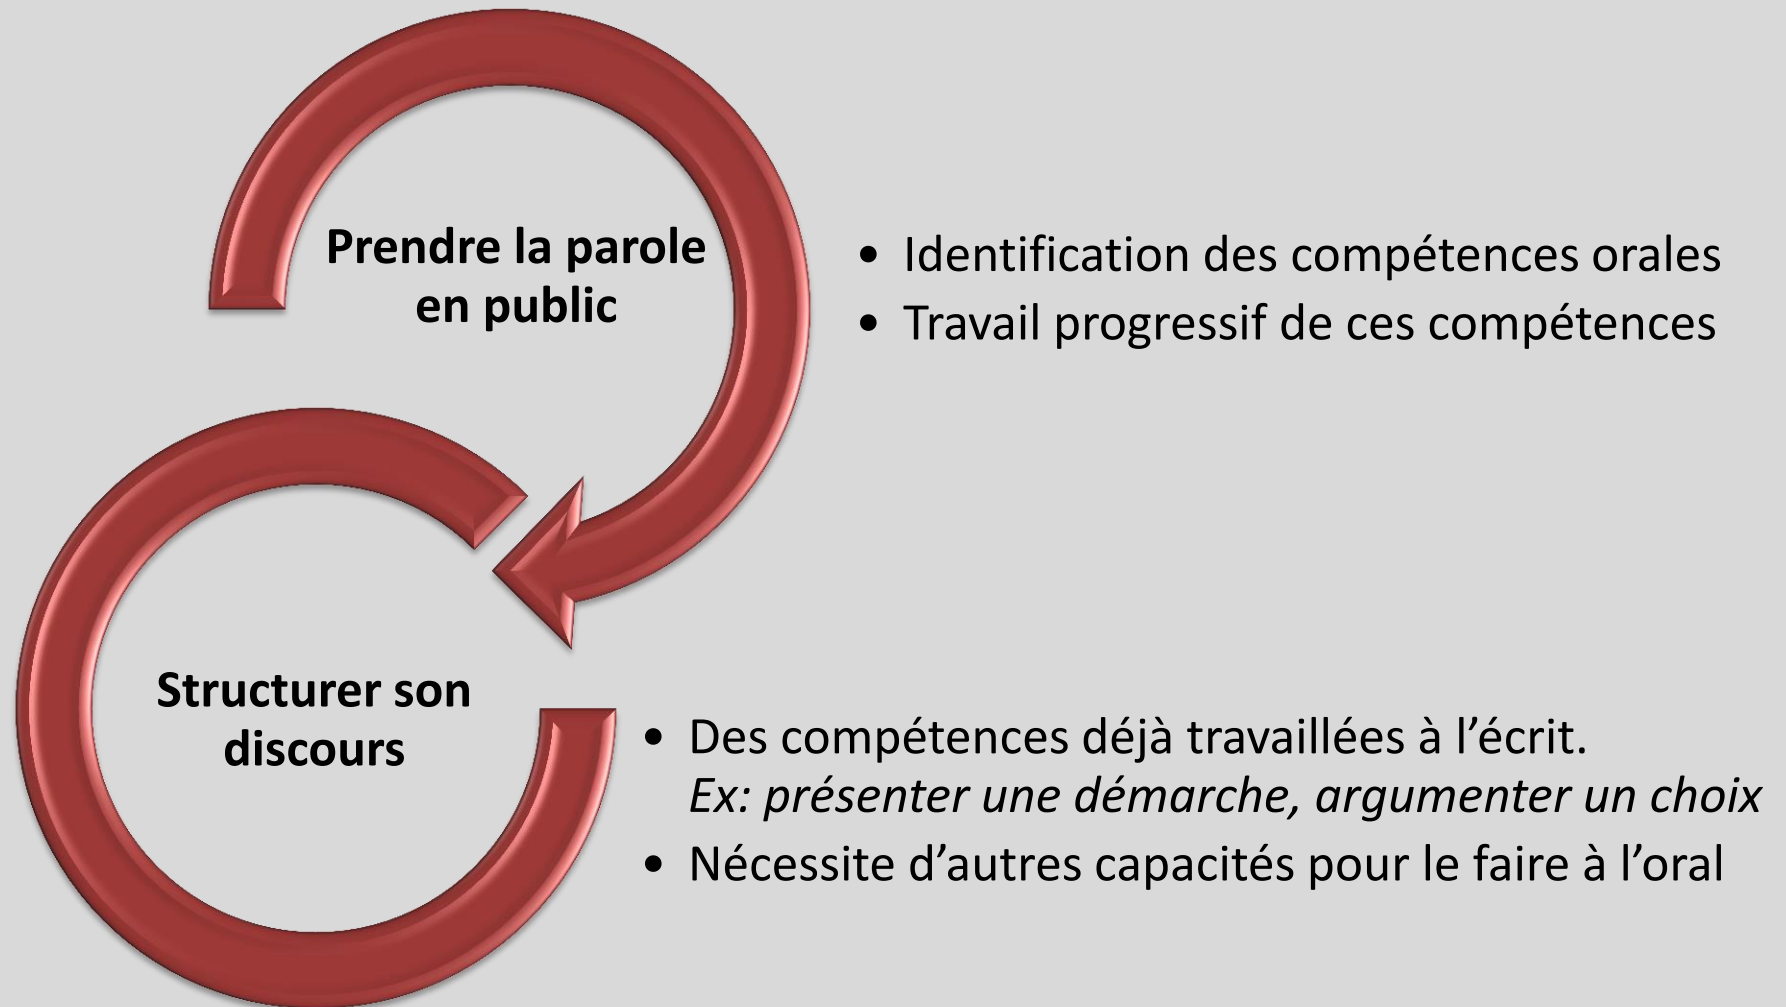 Prendre la parole
en public
• Identification des compétences orales
• Travail progressif de ces compétences
Structurer son
discours
• Des compétences déjà travaillées à l’écrit.
Ex: présenter une démarche, argumenter un choix
• Nécessite d’autres capacités pour le faire à l’oral